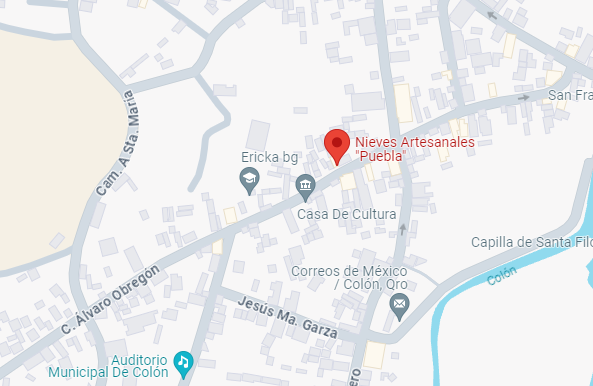 Cam. A Sta. María
San Fra
Nieves Artesanales
"Puebla"
Ericka bg
Casa De Cultura
Capilla de Santa Filo
Correos de México
/ Colón, Qro
Colón
C. Álvaro Obregón
Jesús Ma. Garza
Auditorio
Municipal De Colón
ero